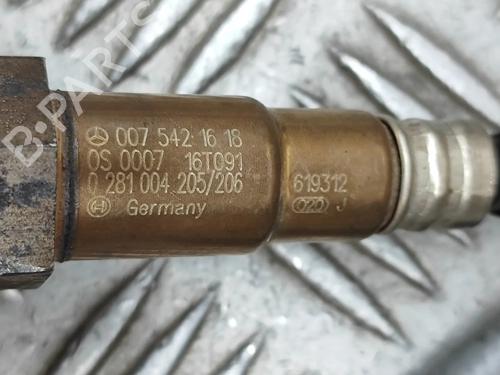 007 542 16 18
OS 0007 16T091
0 281 004 205/206
Germany
619312
J
B-PARTS